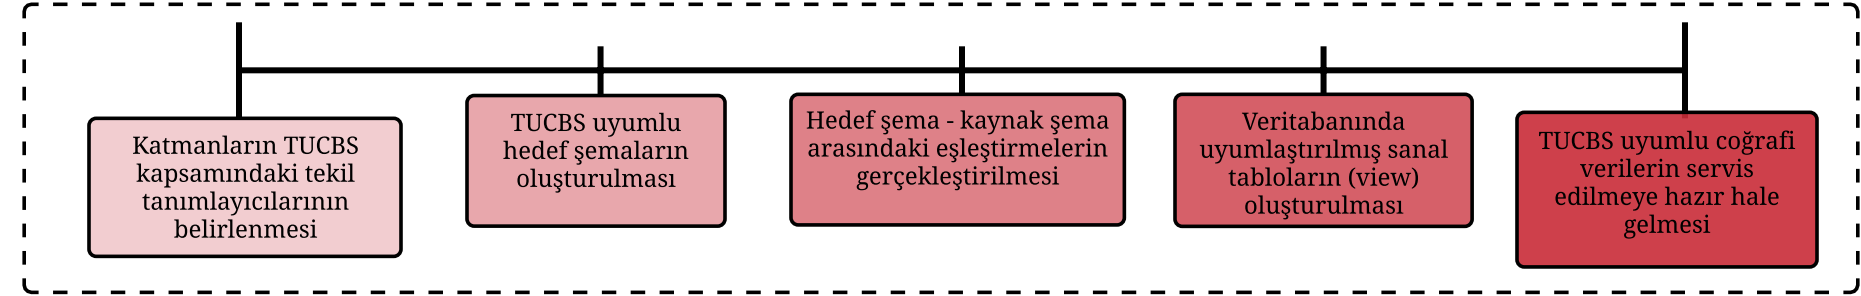 Katmanların TUCBS
kapsamındaki tekil
tanımlayıcılarının
belirlenmesi
TUCBS uyumlu
hedef şemaların
oluşturulması
Hedef şema - kaynak şema
arasındaki eşleştirmelerin
gerçekleştirilmesi
Veritabanında
uyumlaştırılmış sanal
tabloların (view)
oluşturulması
TUCBS uyumlu coğrafi
verilerin servis
edilmeye hazır hale
gelmesi